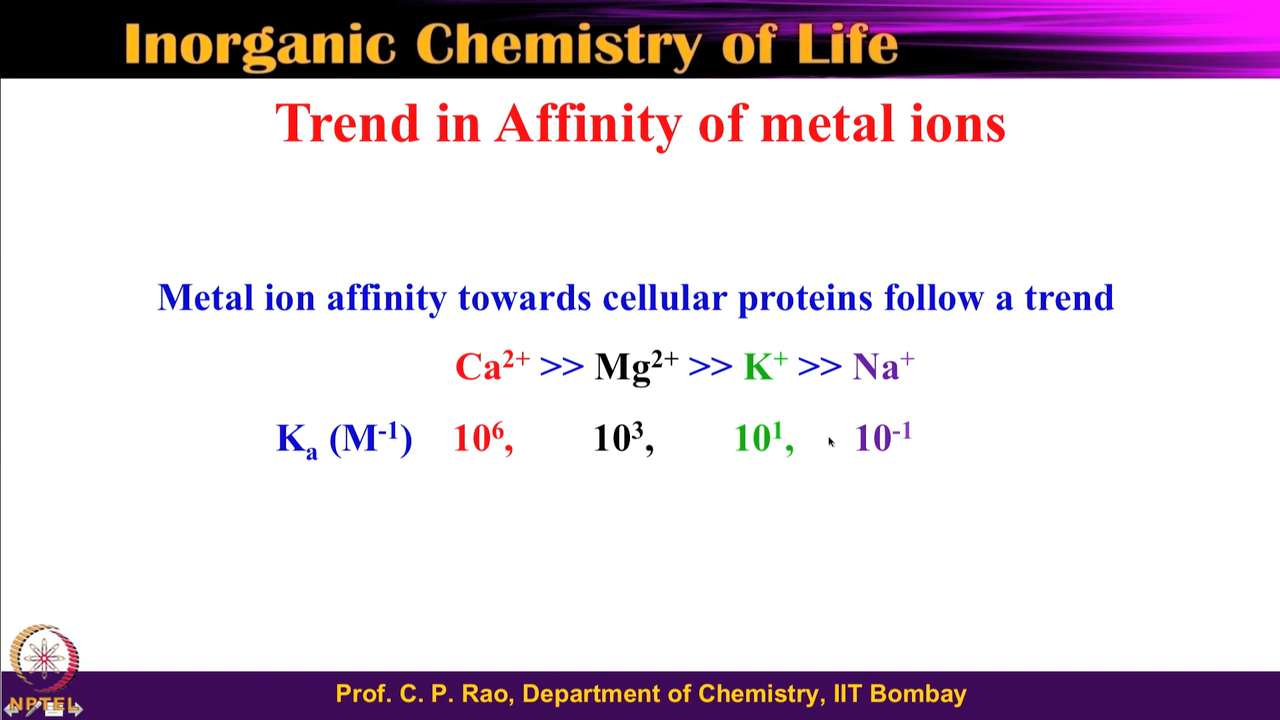 Inorganic Chemistry of Life
Trend in Affinity of metal ions
Metal ion affinity towards cellular proteins follow a trend
Ca²⁺ >> Mg²⁺ >> K⁺ >> Na⁺
Kₐ (M⁻¹) 10⁶, 10³, 10¹, 10⁻¹
NPTEL
Prof. C. P. Rao, Department of Chemistry, IIT Bombay